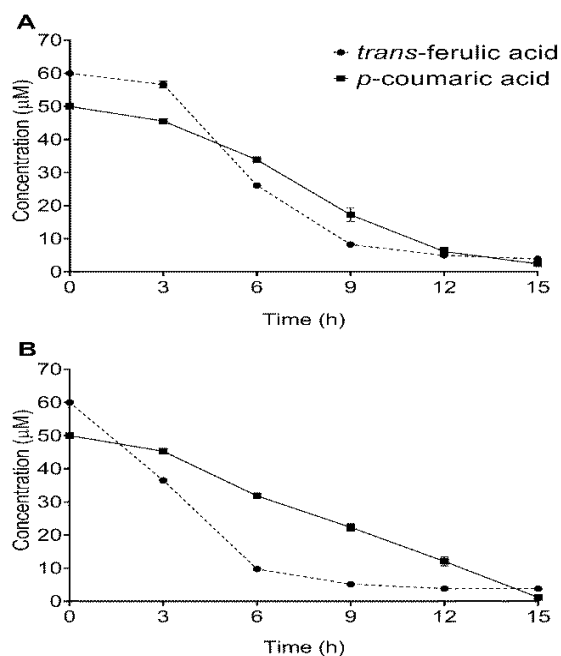 A
70
60
50
40
30
20
10
0
Concentration (µM)
trans-ferulic acid
p-coumaric acid
0 3 6 9 12 15
Time (h)
B
70
60
50
40
30
20
10
0
Concentration (µM)
0 3 6 9 12 15
Time (h)